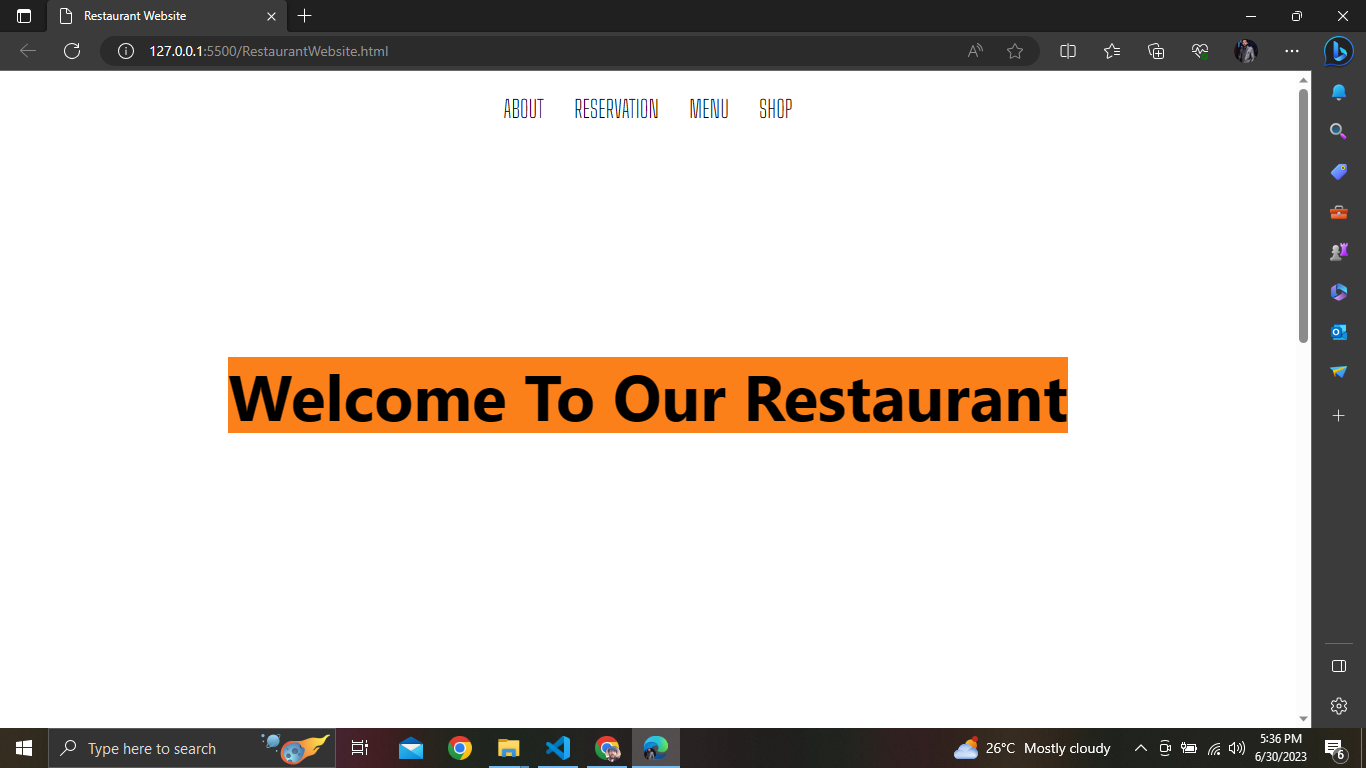 Restaurant Website
127.0.0.1:5500/RestaurantWebsite.html
ABOUT RESERVATION MENU SHOP
Welcome To Our Restaurant
Type here to search
26°C Mostly cloudy
5:36 PM
6/30/2023
6